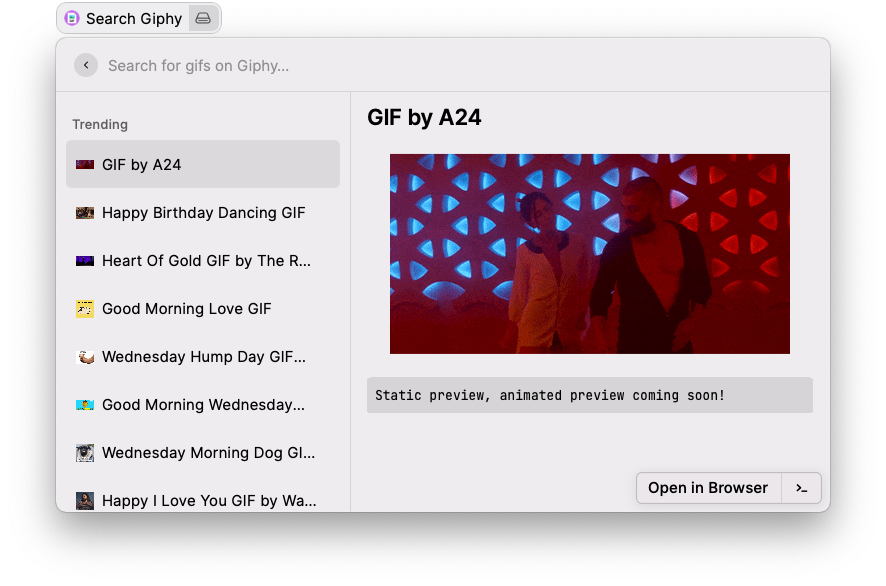 Search Giphy
Search for gifs on Giphy...
Trending
GIF by A24
Happy Birthday Dancing GIF
Heart Of Gold GIF by The R...
Good Morning Love GIF
Wednesday Hump Day GIF...
Good Morning Wednesday...
Wednesday Morning Dog GI...
Happy I Love You GIF by Wa...
GIF by A24
Static preview, animated preview coming soon!
Open in Browser